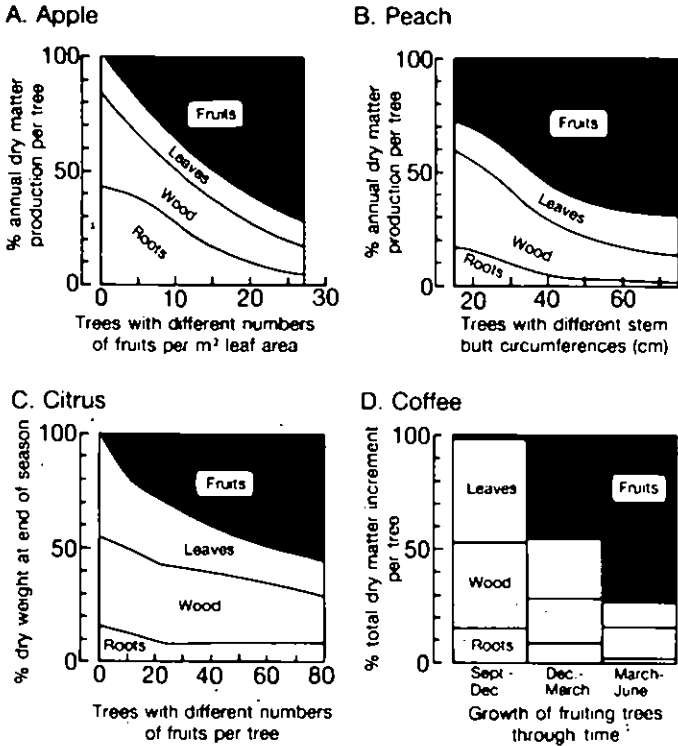 A. Apple
% annual dry matter
production per tree
100
50
0
Fruits
Leaves
Wood
Roots
0 10 20 30
Trees with different numbers
of fruits per m² leaf area
B. Peach
% annual dry matter
production per tree
100
50
0
Fruits
Leaves
Wood
Roots
20 40 60
Trees with different stem
butt circumferences (cm)
C. Citrus
% dry weight at end of season
100
50
0
Fruits
Leaves
Wood
Roots
0 20 40 60 80
Trees with different numbers
of fruits per tree
D. Coffee
% total dry matter increment
per tree
100
50
0
Leaves
Fruits
Wood
Roots
Sept- Dec.- March-
Dec March June
Growth of fruiting trees
through time